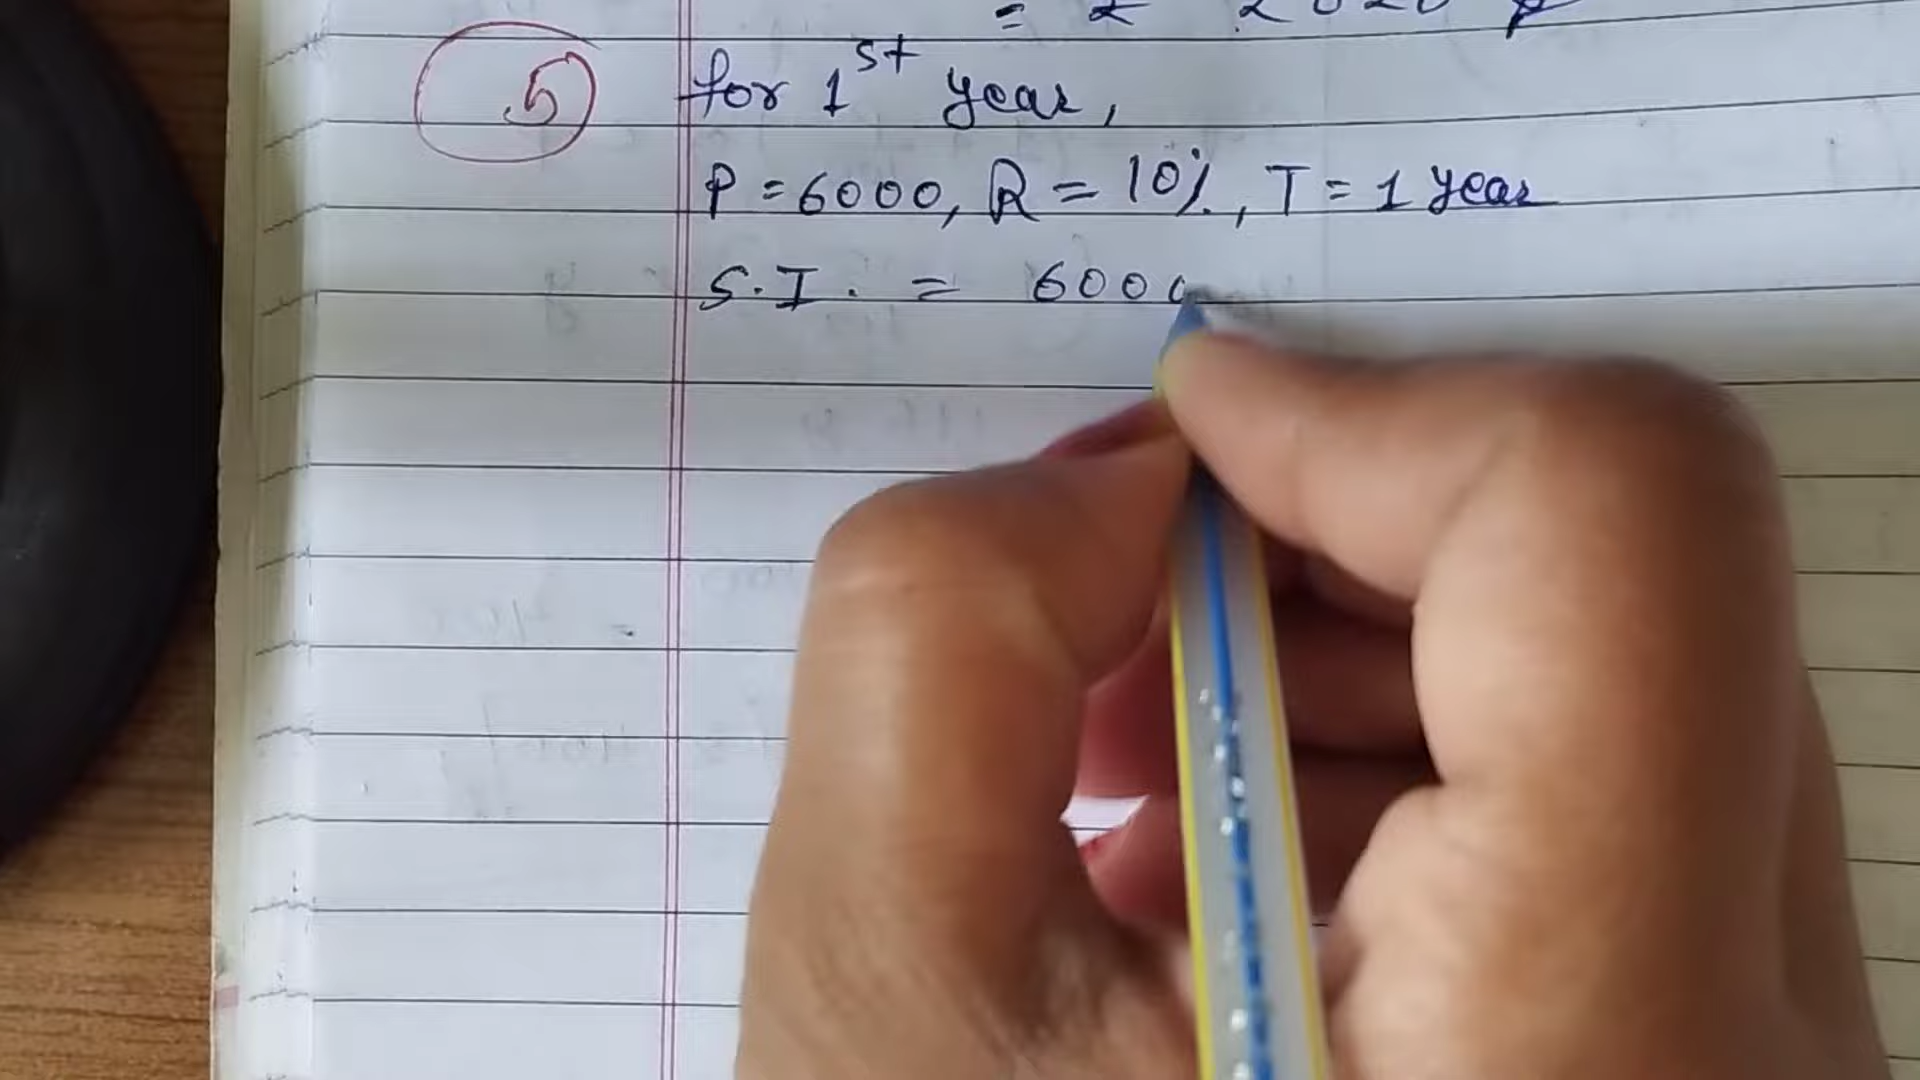 5 for 1st year,
P = 6000, R = 10%, T = 1 year
S.I. = 6000